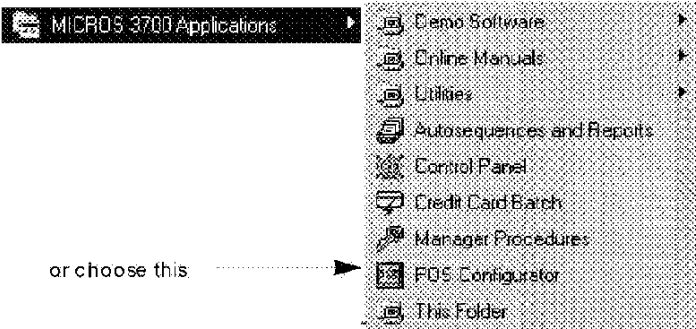 MICROS 3700 Applications
Demo Software
Online Manuals
Utilities
Autosequences and Reports
Control Panel
Credit Card Batch
Manager Procedures
or choose this
POS Configurator
This Folder